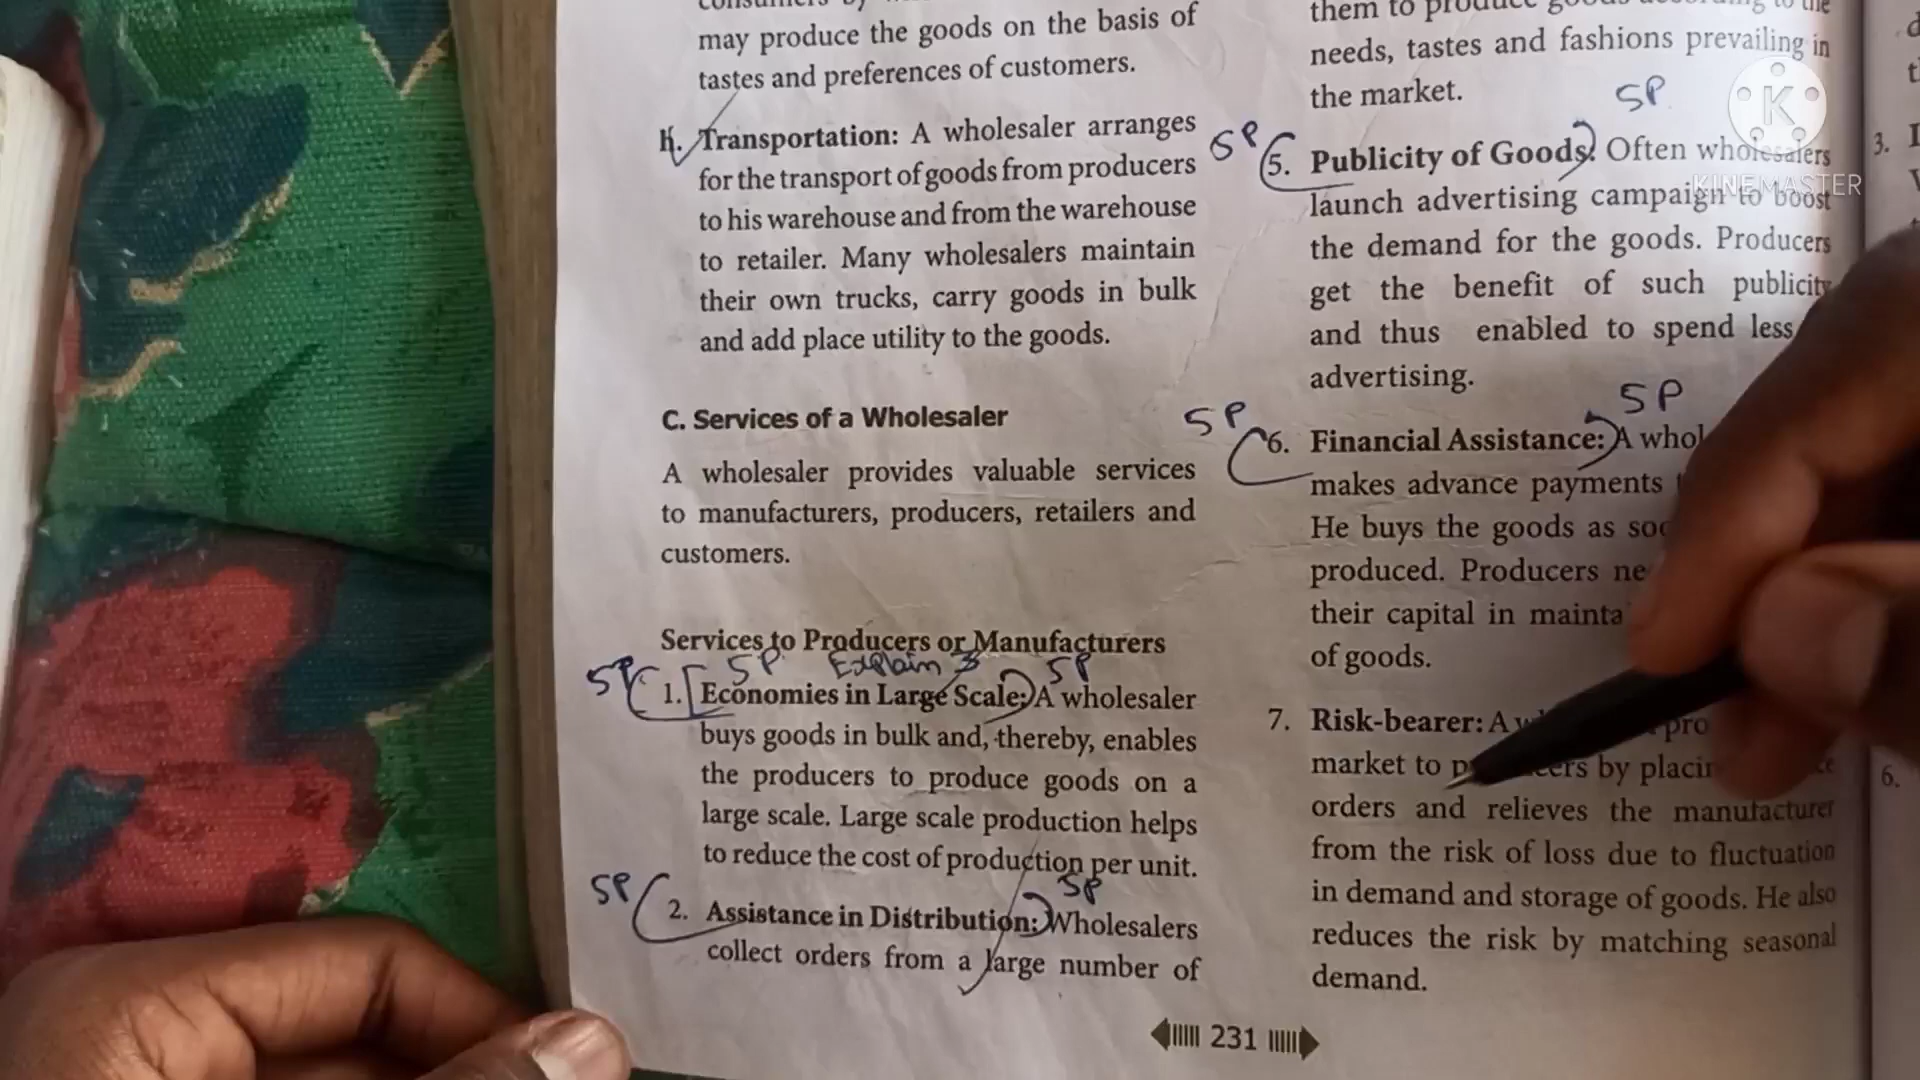 may produce the goods on the basis of
tastes and preferences of customers.
Transportation: A wholesaler arranges
for the transport of goods from producers
to his warehouse and from the warehouse
to retailer. Many wholesalers maintain
their own trucks, carry goods in bulk
and add place utility to the goods.
C. Services of a Wholesaler
A wholesaler provides valuable services
to manufacturers, producers, retailers and
customers.
Services to Producers or Manufacturers
SP SP Explain 3 SP
1. Economies in Large Scale: A wholesaler
buys goods in bulk and, thereby, enables
the producers to produce goods on a
large scale. Large scale production helps
to reduce the cost of production per unit.
SP SP
2. Assistance in Distribution: Wholesalers
collect orders from a large number of
them to produce
needs, tastes and fashions prevailing in
the market.
SP SP
5. Publicity of Goods: Often wholesalers
launch advertising campaign to boost
the demand for the goods. Producers
get the benefit of such publicity
and thus enabled to spend less
advertising.
SP SP
6. Financial Assistance: A
makes advance payments
He buys the goods as
produced. Producers
their capital in
of goods.
7. Risk-bearer: A
market to by
orders and relieves the manufacturer
from the risk of loss due to fluctuation
in demand and storage of goods. He also
reduces the risk by matching seasonal
demand.
231
3.
6.
K
KINEMASTER